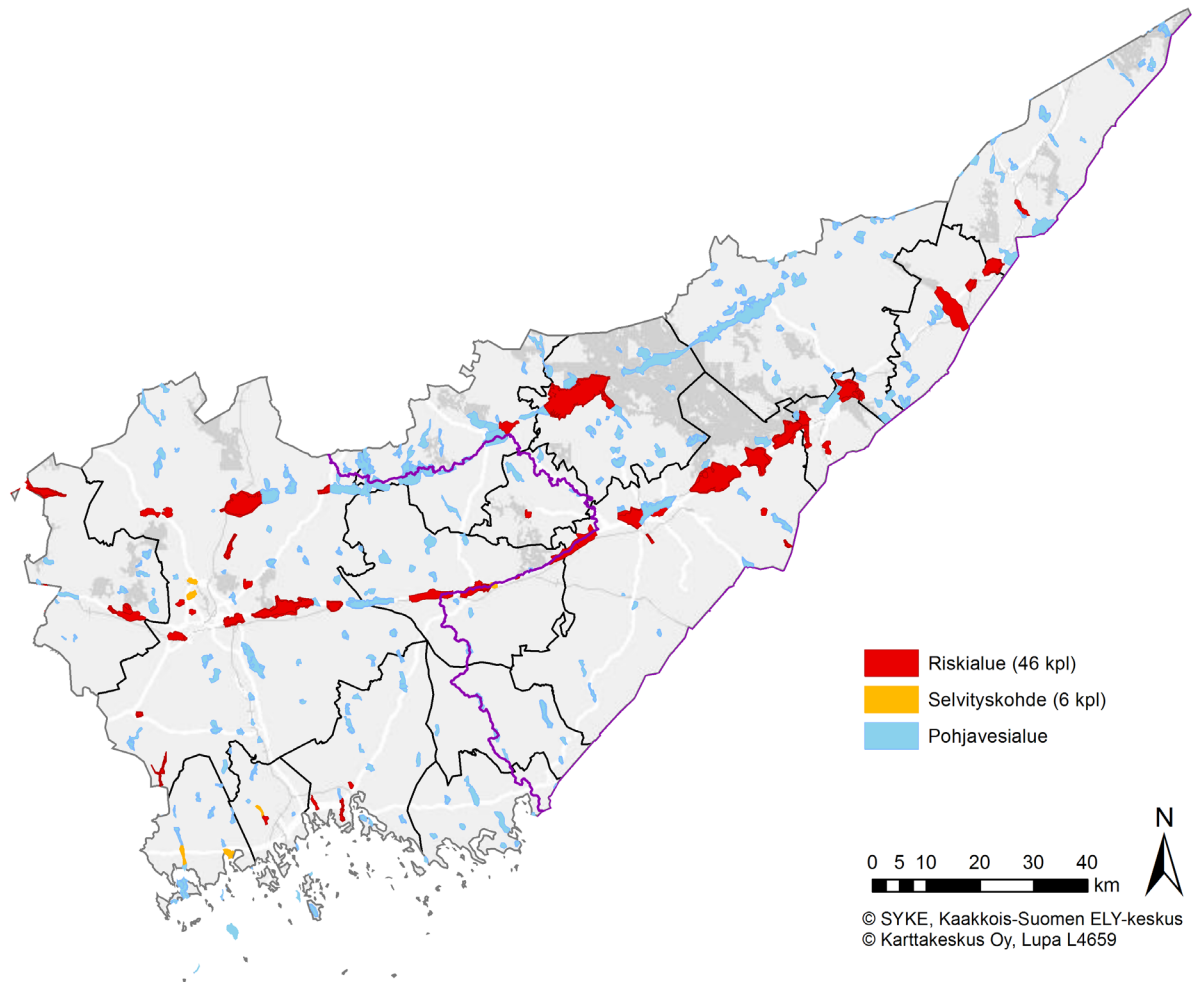 Riskialue (46 kpl)
Selvityskohde (6 kpl)
Pohjavesialue
N
0 5 10 20 30 40
km
© SYKE, Kaakkois-Suomen ELY-keskus
© Karttakeskus Oy, Lupa L4659